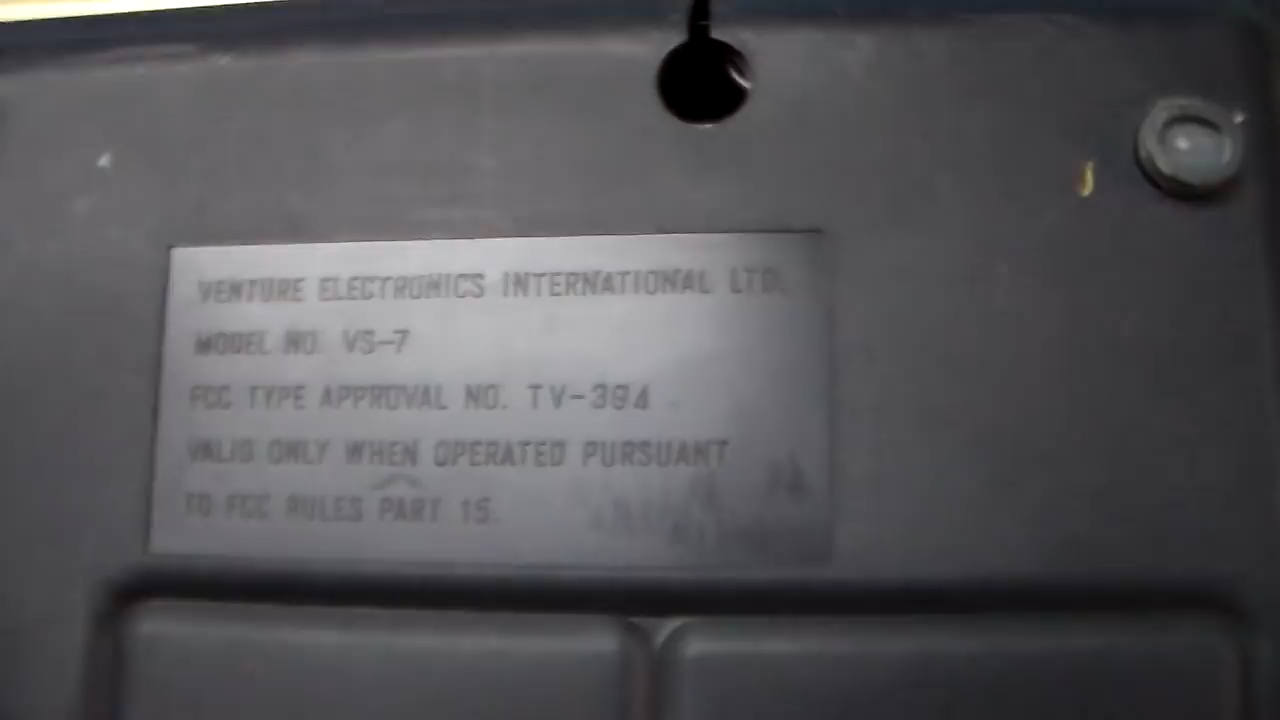 VENTURE ELECTRONICS INTERNATIONAL LTD.
MODEL NO. VS-7
FCC TYPE APPROVAL NO. TV-394
VALID ONLY WHEN OPERATED PURSUANT
TO FCC RULES PART 15.